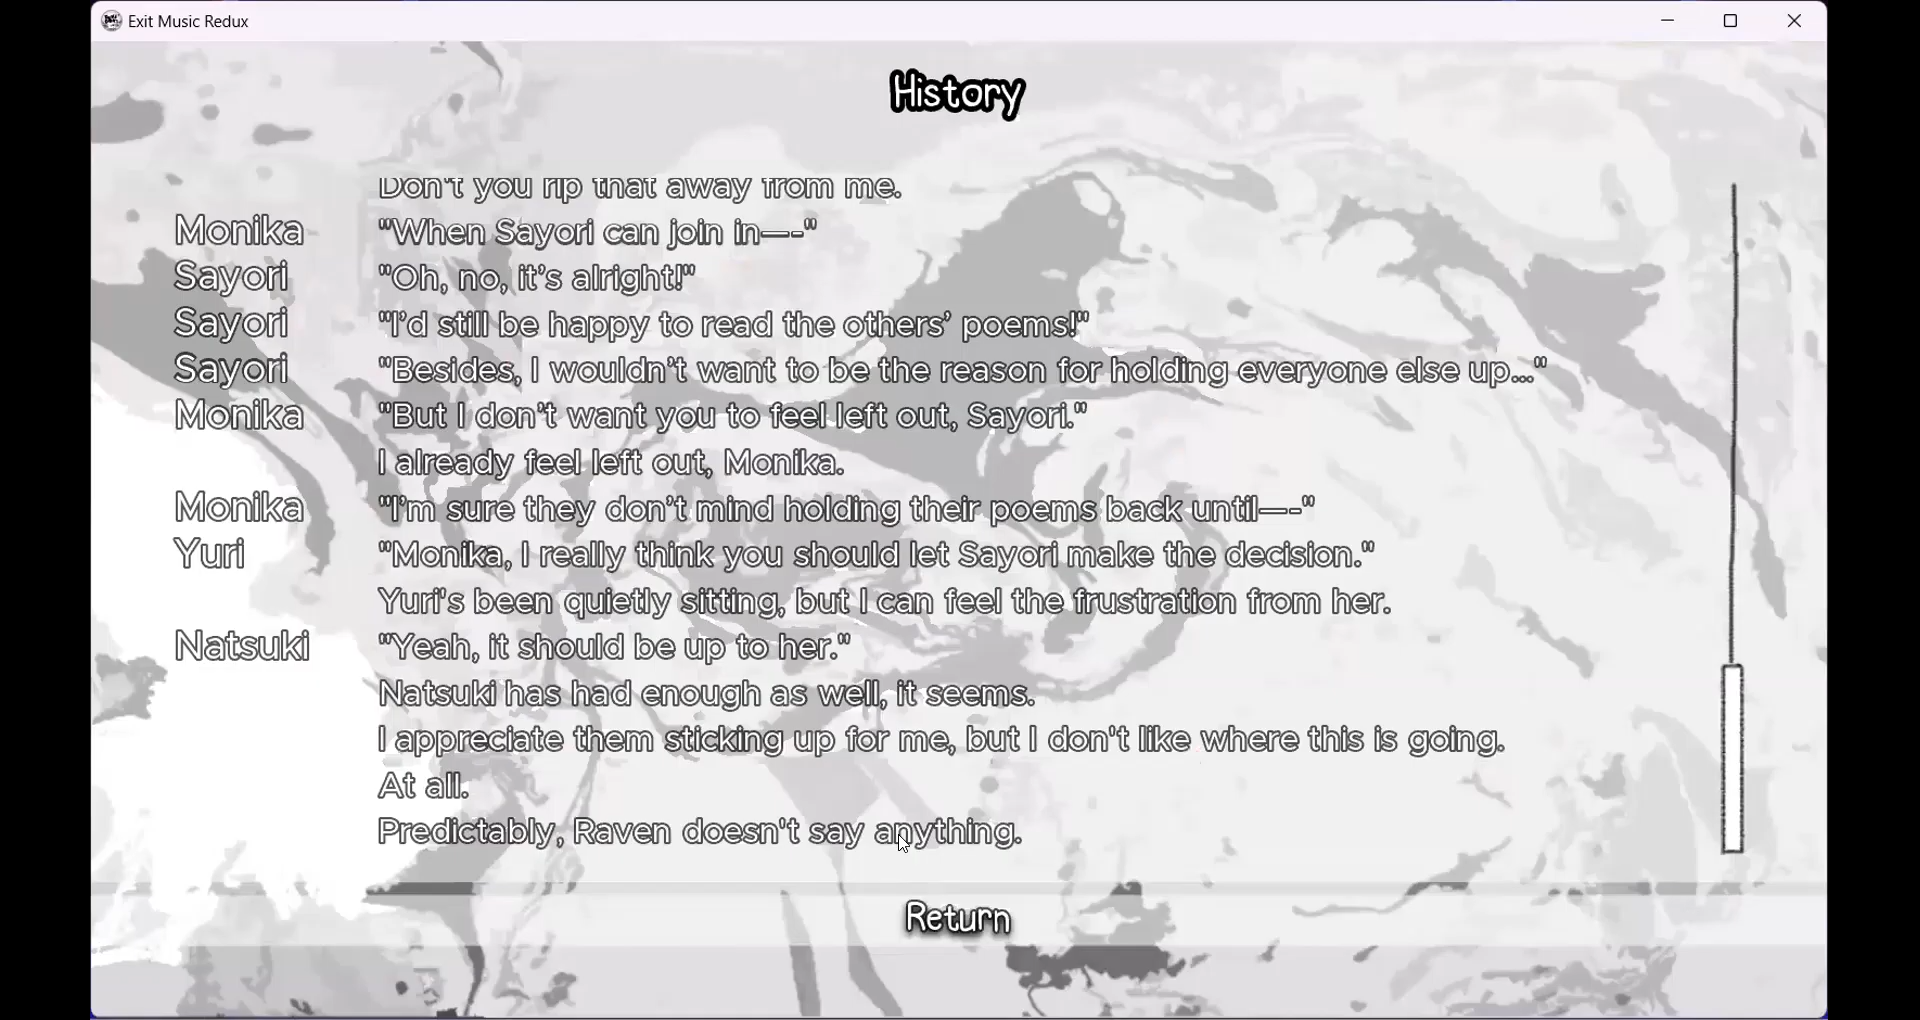 Exit Music Redux
History
Don't you rip that away from me.
Monika "When Sayori can join in—-"
Sayori "Oh, no, it’s alright!"
Sayori "I’d still be happy to read the others’ poems!"
Sayori "Besides, I wouldn’t want to be the reason for holding everyone else up..."
Monika "But I don’t want you to feel left out, Sayori."
I already feel left out, Monika.
Monika "I’m sure they don’t mind holding their poems back until—-"
Yuri "Monika, I really think you should let Sayori make the decision."
Yuri's been quietly sitting, but I can feel the frustration from her.
Natsuki "Yeah, it should be up to her."
Natsuki has had enough as well, it seems.
I appreciate them sticking up for me, but I don't like where this is going.
At all.
Predictably, Raven doesn't say anything.
Return